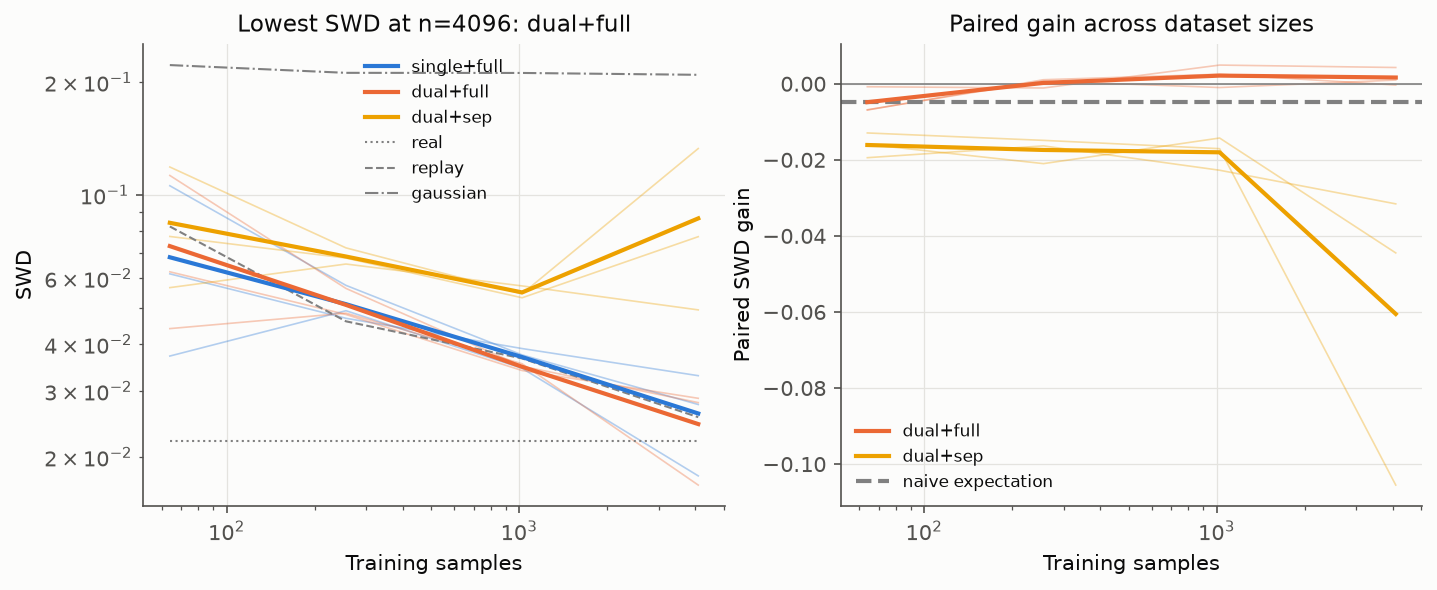 Lowest SWD at n=4096: dual+full
SWD
2 × 10⁻¹
10⁻¹
6 × 10⁻²
4 × 10⁻²
3 × 10⁻²
2 × 10⁻²
single+full
dual+full
dual+sep
real
replay
gaussian
10²
10³
Training samples
Paired gain across dataset sizes
Paired SWD gain
0.00
−0.02
−0.04
−0.06
−0.08
−0.10
dual+full
dual+sep
naive expectation
10²
10³
Training samples